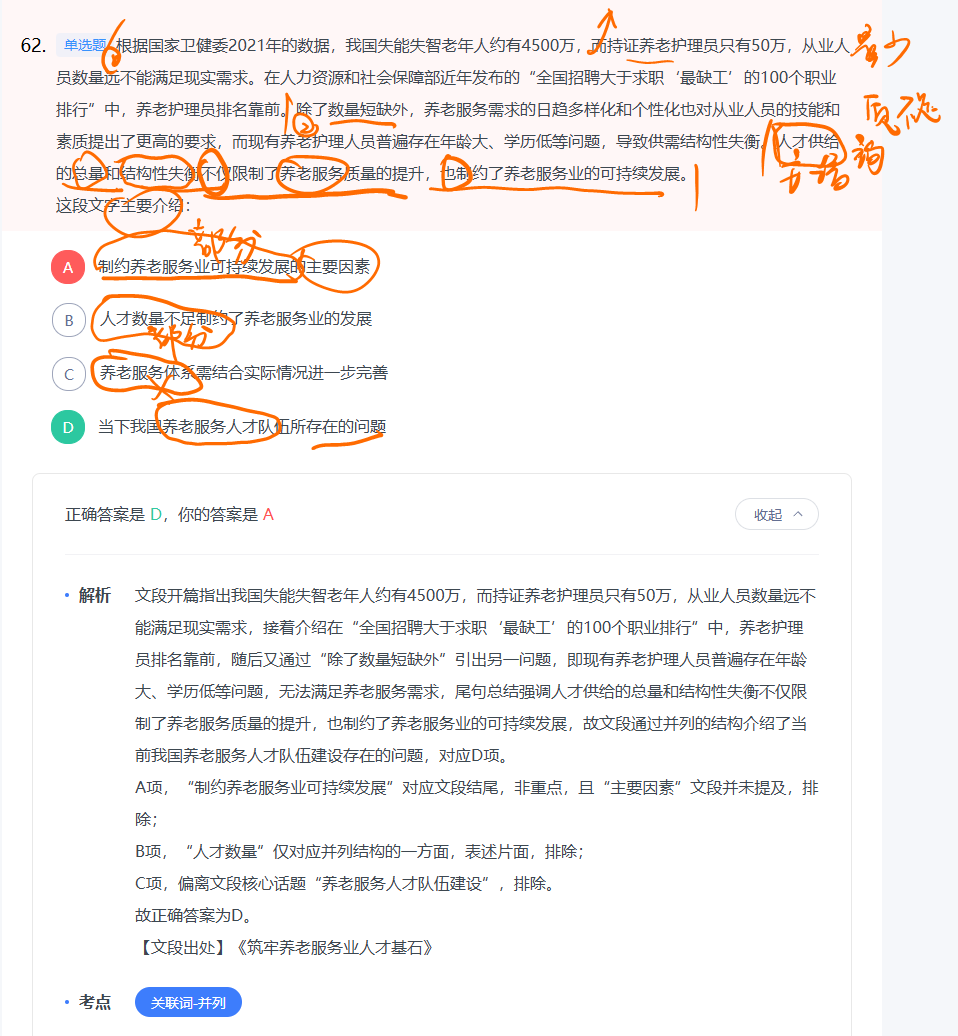 62. 单选题 根据国家卫健委2021年的数据，我国失能失智老年人约有4500万，而持证养老护理员只有50万，从业人
员数量远不能满足现实需求。在人力资源和社会保障部近年发布的“全国招聘大于求职‘最缺工’的100个职业
排行”中，养老护理员排名靠前。除了数量短缺外，养老服务需求的日趋多样化和个性化也对从业人员的技能和
素质提出了更高的要求，而现有养老护理人员普遍存在年龄大、学历低等问题，导致供需结构性失衡。人才供给
的总量和结构性失衡不仅限制了养老服务质量的提升，也制约了养老服务业的可持续发展。
这段文字主要介绍：
量少
①
②
部分
A 制约养老服务业可持续发展的主要因素
B 人才数量不足制约了养老服务业的发展
部分
C 养老服务体系需结合实际情况进一步完善
×
D 当下我国养老服务人才队伍所存在的问题
正确答案是 D，你的答案是 A
收起
解析 文段开篇指出我国失能失智老年人约有4500万，而持证养老护理员只有50万，从业人员数量远不
能满足现实需求，接着介绍在“全国招聘大于求职‘最缺工’的100个职业排行”中，养老护理
员排名靠前，随后又通过“除了数量短缺外”引出另一问题，即现有养老护理人员普遍存在年龄
大、学历低等问题，无法满足养老服务需求，尾句总结强调人才供给的总量和结构性失衡不仅限
制了养老服务质量的提升，也制约了养老服务业的可持续发展，故文段通过并列的结构介绍了当
前我国养老服务人才队伍建设存在的问题，对应D项。
A项，“制约养老服务业可持续发展”对应文段结尾，非重点，且“主要因素”文段并未提及，排
除；
B项，“人才数量”仅对应并列结构的一方面，表述片面，排除；
C项，偏离文段核心话题“养老服务人才队伍建设”，排除。
故正确答案为D。
【文段出处】《筑牢养老服务业人才基石》
考点 关联词-并列